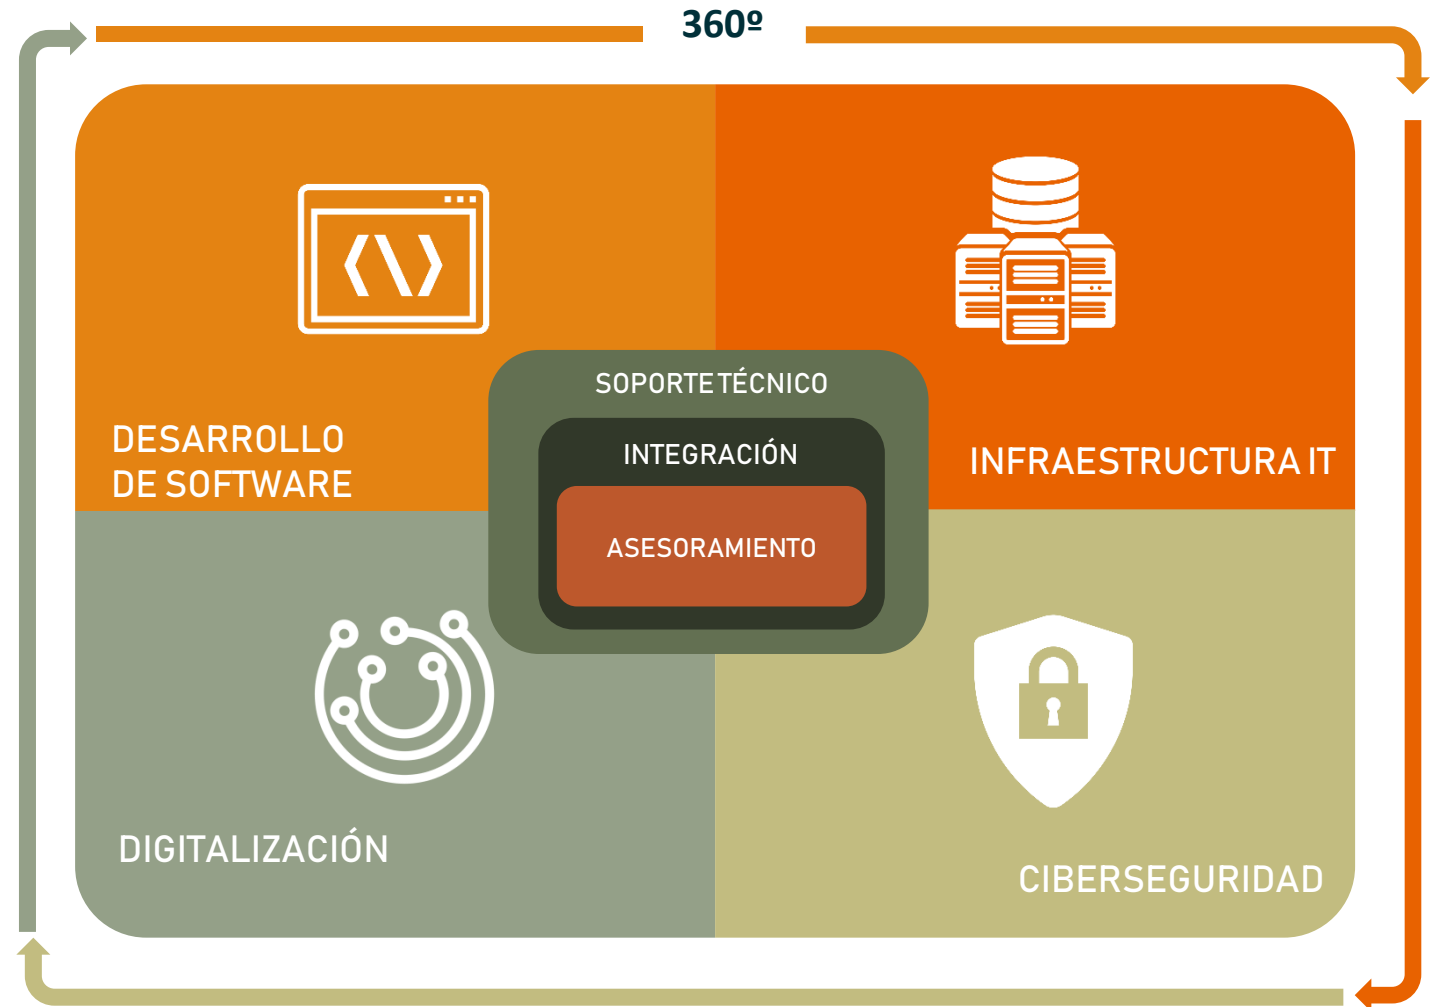 360º
DESARROLLO
DE SOFTWARE
INFRAESTRUCTURA IT
SOPORTE TÉCNICO
INTEGRACIÓN
ASESORAMIENTO
DIGITALIZACIÓN
CIBERSEGURIDAD